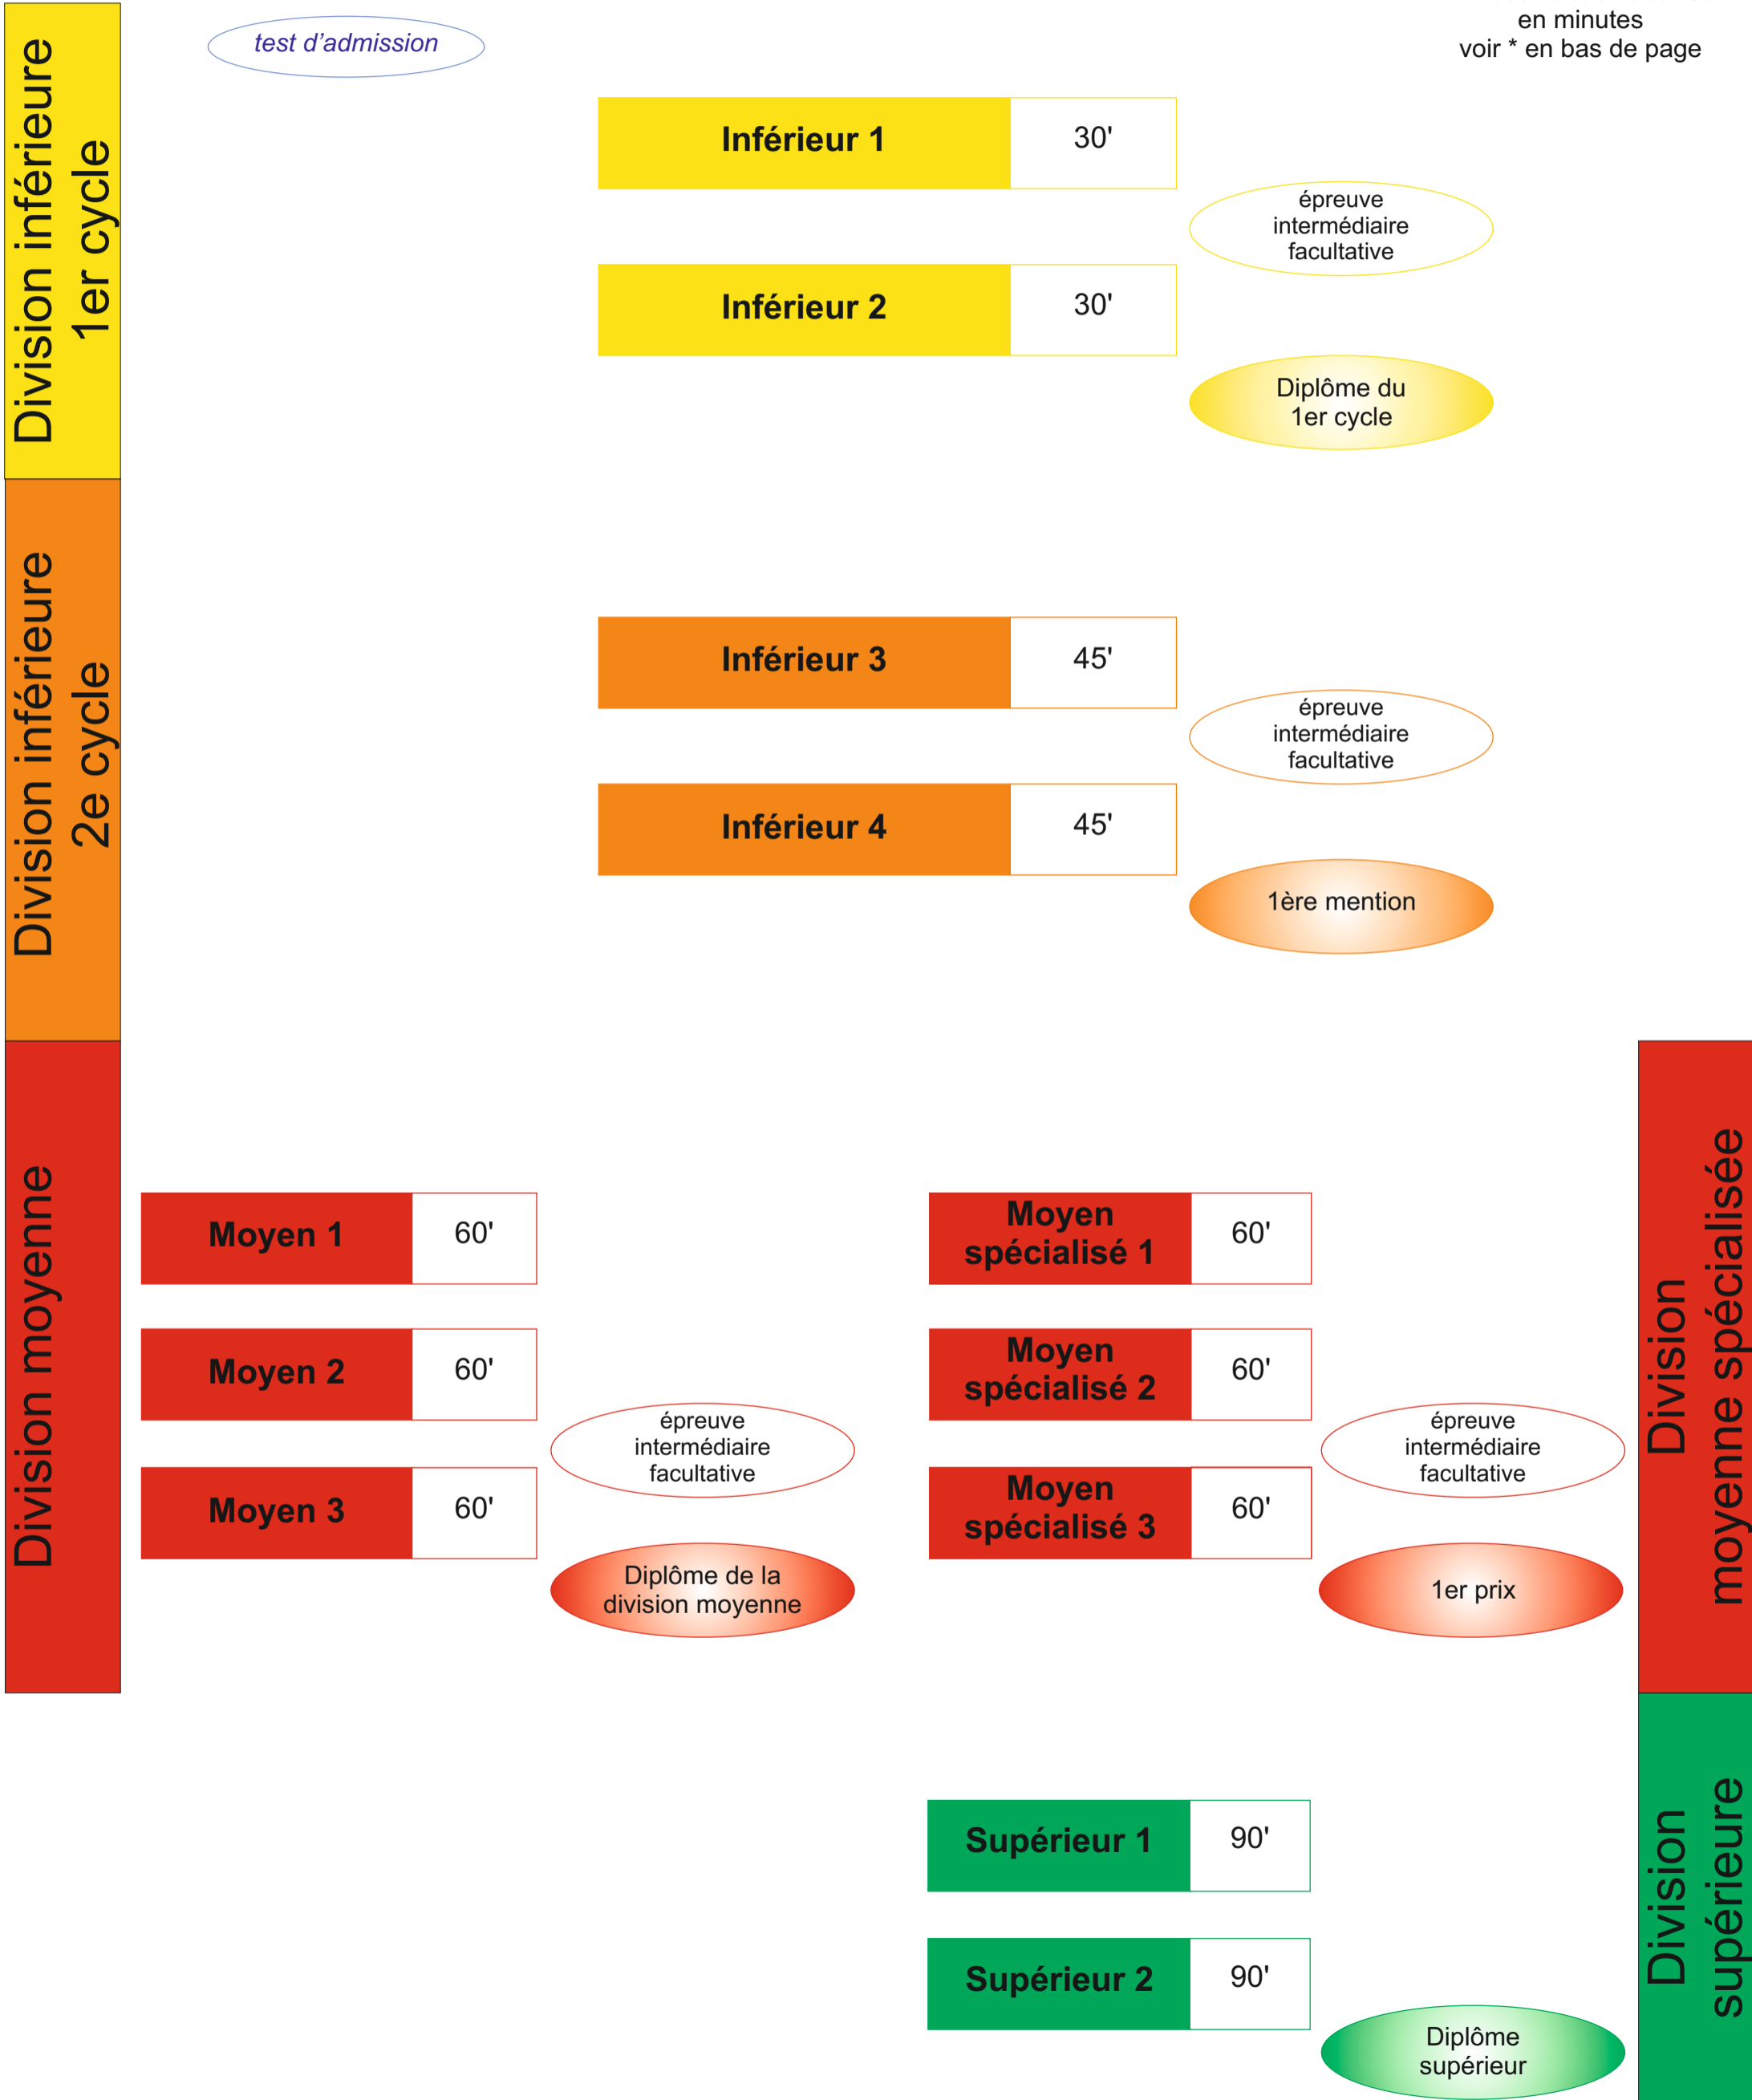 en minutes
voir * en bas de page
test d'admission
Division inférieure
1er cycle
Inférieur 1
30'
épreuve
intermédiaire
facultative
Inférieur 2
30'
Diplôme du
1er cycle
Division inférieure
2e cycle
Inférieur 3
45'
épreuve
intermédiaire
facultative
Inférieur 4
45'
1ère mention
Division moyenne
Moyen 1
60'
Moyen 2
60'
épreuve
intermédiaire
facultative
Moyen 3
60'
Diplôme de la
division moyenne
Division
moyenne spécialisée
Moyen
spécialisé 1
60'
Moyen
spécialisé 2
60'
épreuve
intermédiaire
facultative
Moyen
spécialisé 3
60'
1er prix
Division
supérieure
Supérieur 1
90'
Supérieur 2
90'
Diplôme
supérieur